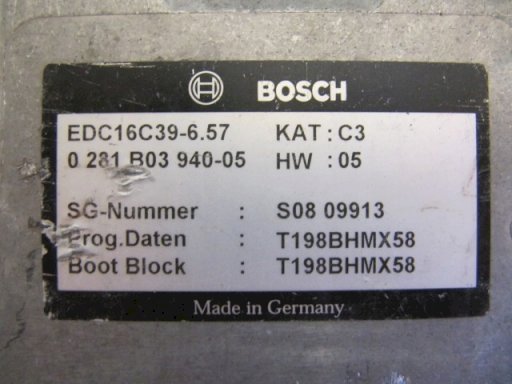 BOSCH
EDC16C39-6.57 KAT : C3
0 281 B03 940-05 HW : 05
SG-Nummer : S08 09913
Prog.Daten : T198BHMX58
Boot Block : T198BHMX58
Made in Germany